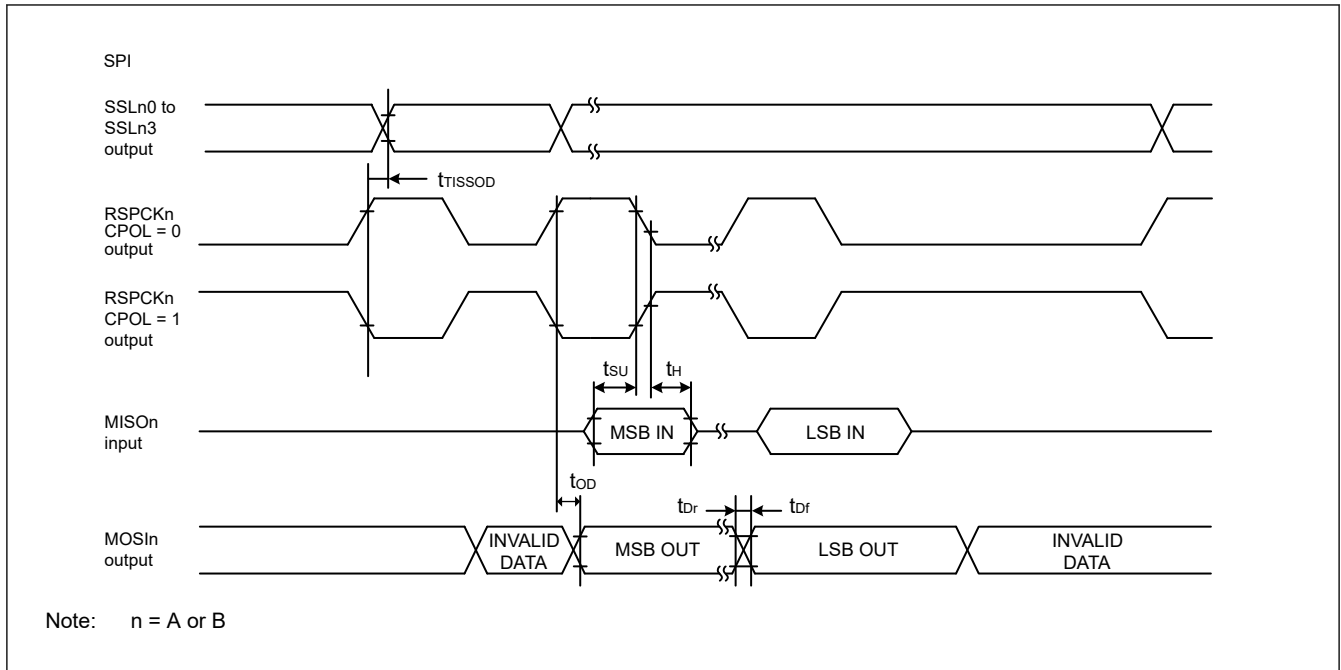 SPI
SSLn0 to
SSLn3
output
tTISSOD
RSPCKn
CPOL = 0
output
RSPCKn
CPOL = 1
output
tSU
tH
MISOn
input
MSB IN
LSB IN
tOD
tDr
tDf
MOSIn
output
INVALID
DATA
MSB OUT
LSB OUT
INVALID
DATA
Note: n = A or B